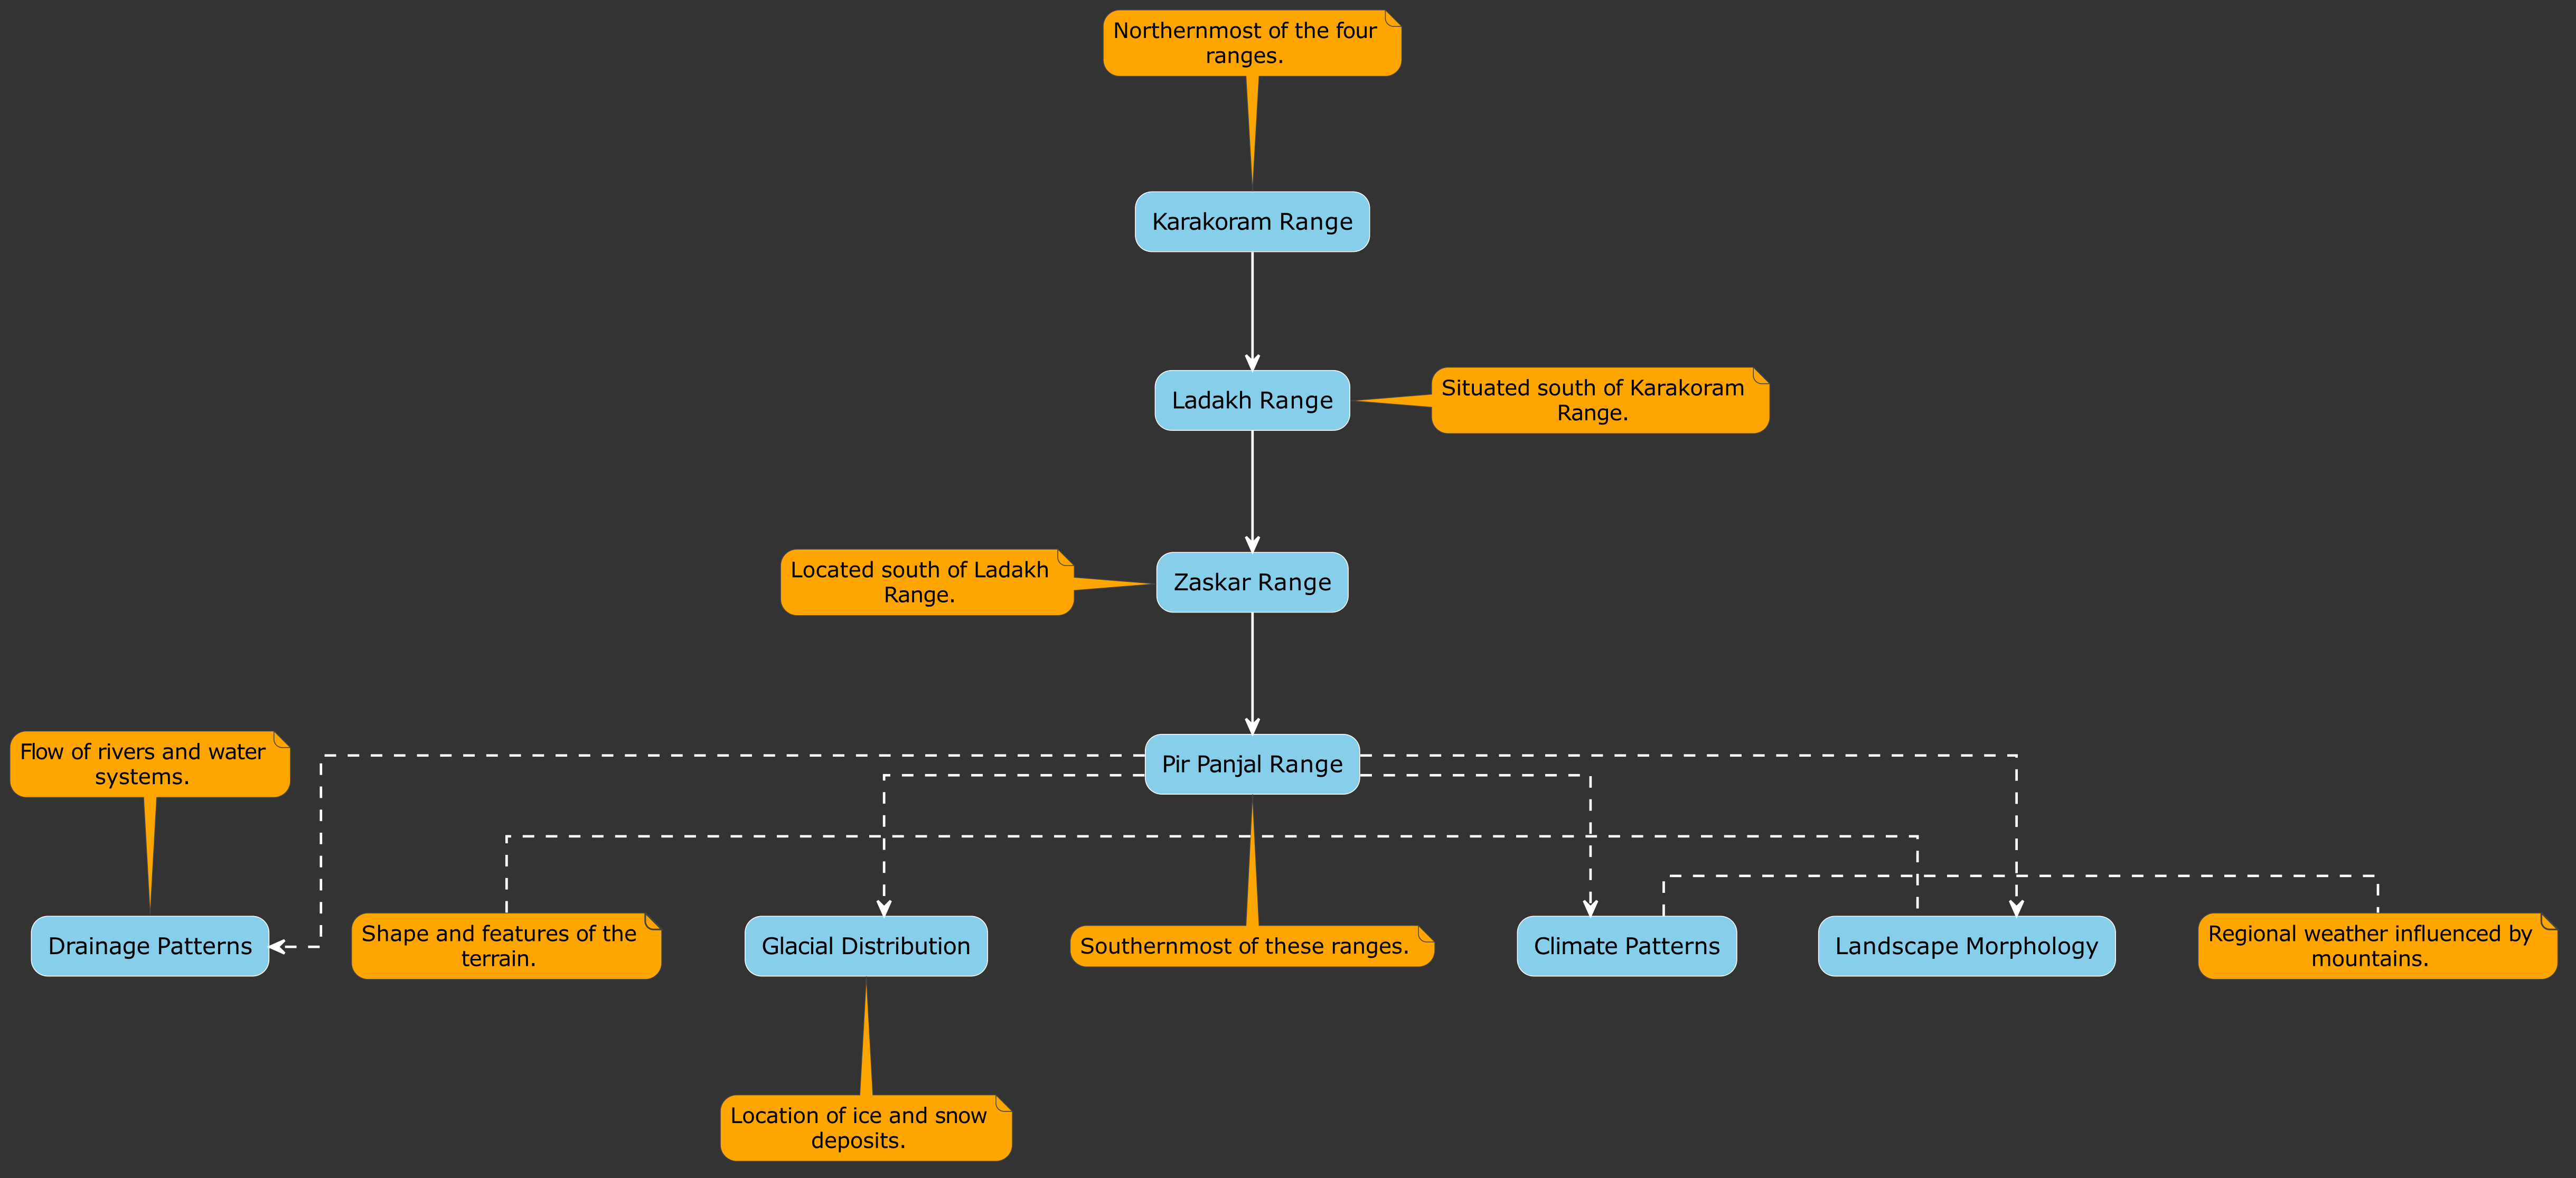 Northernmost of the four
ranges.
Karakoram Range
Ladakh Range
Situated south of Karakoram
Range.
Located south of Ladakh
Range.
Zaskar Range
Flow of rivers and water
systems.
Pir Panjal Range
Drainage Patterns
Shape and features of the
terrain.
Glacial Distribution
Southernmost of these ranges.
Climate Patterns
Landscape Morphology
Regional weather influenced by
mountains.
Location of ice and snow
deposits.